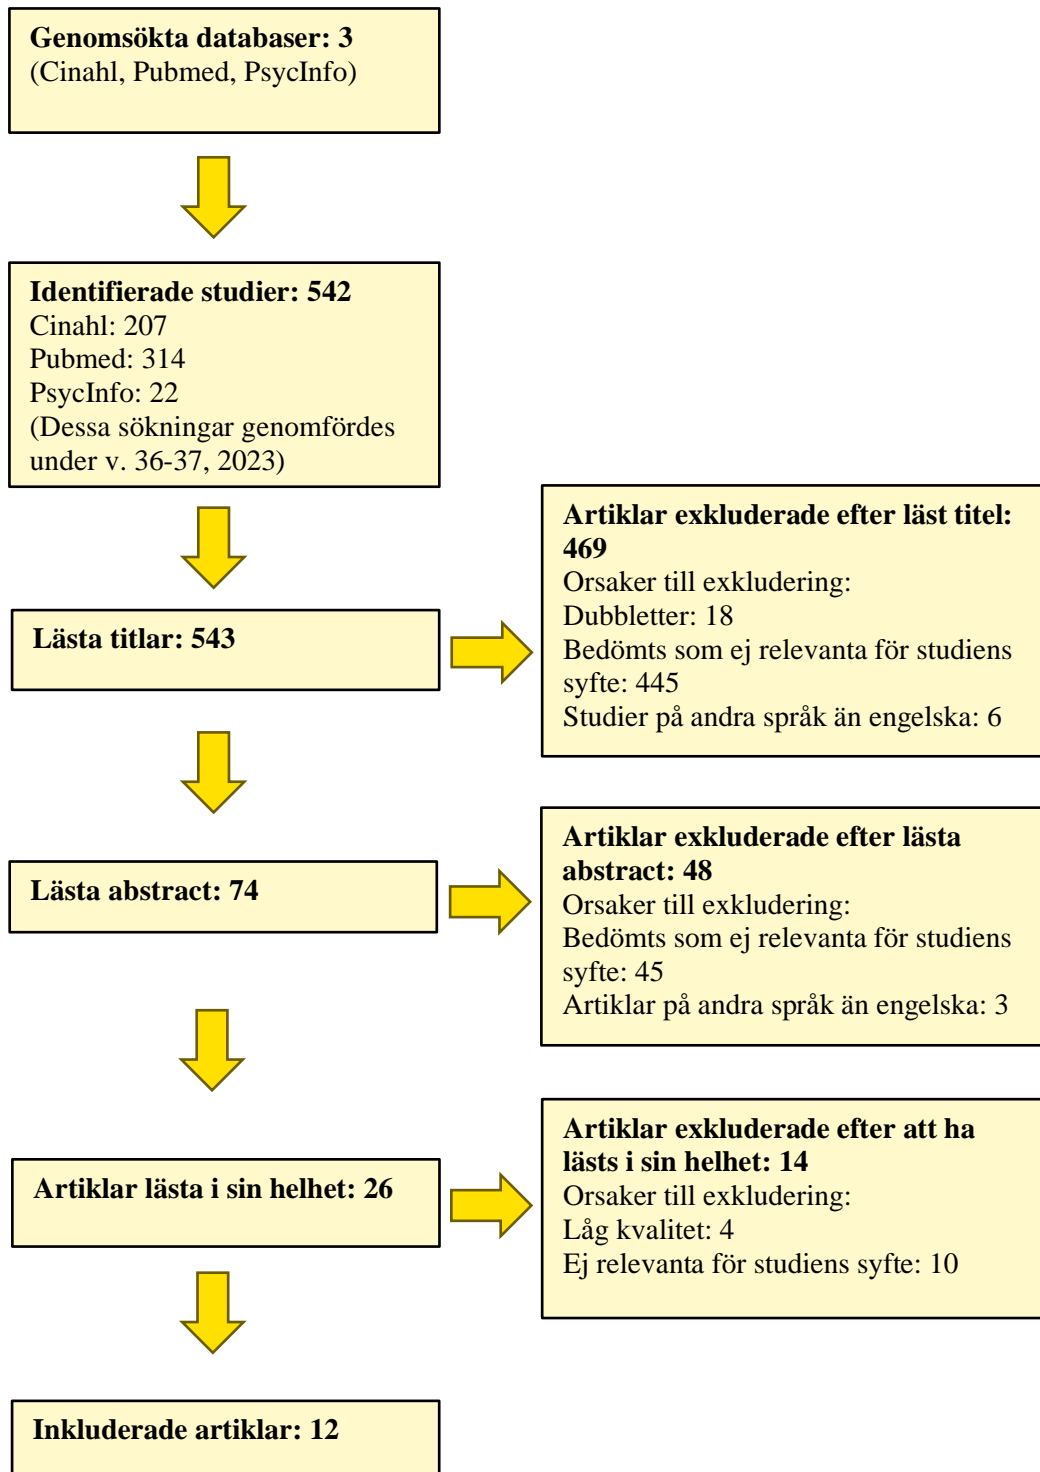 Genomsökta databaser: 3
(Cinahl, Pubmed, PsycInfo)
Identifierade studier: 542
Cinahl: 207
Pubmed: 314
PsycInfo: 22
(Dessa sökningar genomfördes
under v. 36-37, 2023)
Lästa titlar: 543
Artiklar exkluderade efter läst titel:
469
Orsaker till exkludering:
Dubbletter: 18
Bedömts som ej relevanta för studiens
syfte: 445
Studier på andra språk än engelska: 6
Lästa abstract: 74
Artiklar exkluderade efter lästa
abstract: 48
Orsaker till exkludering:
Bedömts som ej relevanta för studiens
syfte: 45
Artiklar på andra språk än engelska: 3
Artiklar lästa i sin helhet: 26
Artiklar exkluderade efter att ha
lästs i sin helhet: 14
Orsaker till exkludering:
Låg kvalitet: 4
Ej relevanta för studiens syfte: 10
Inkluderade artiklar: 12